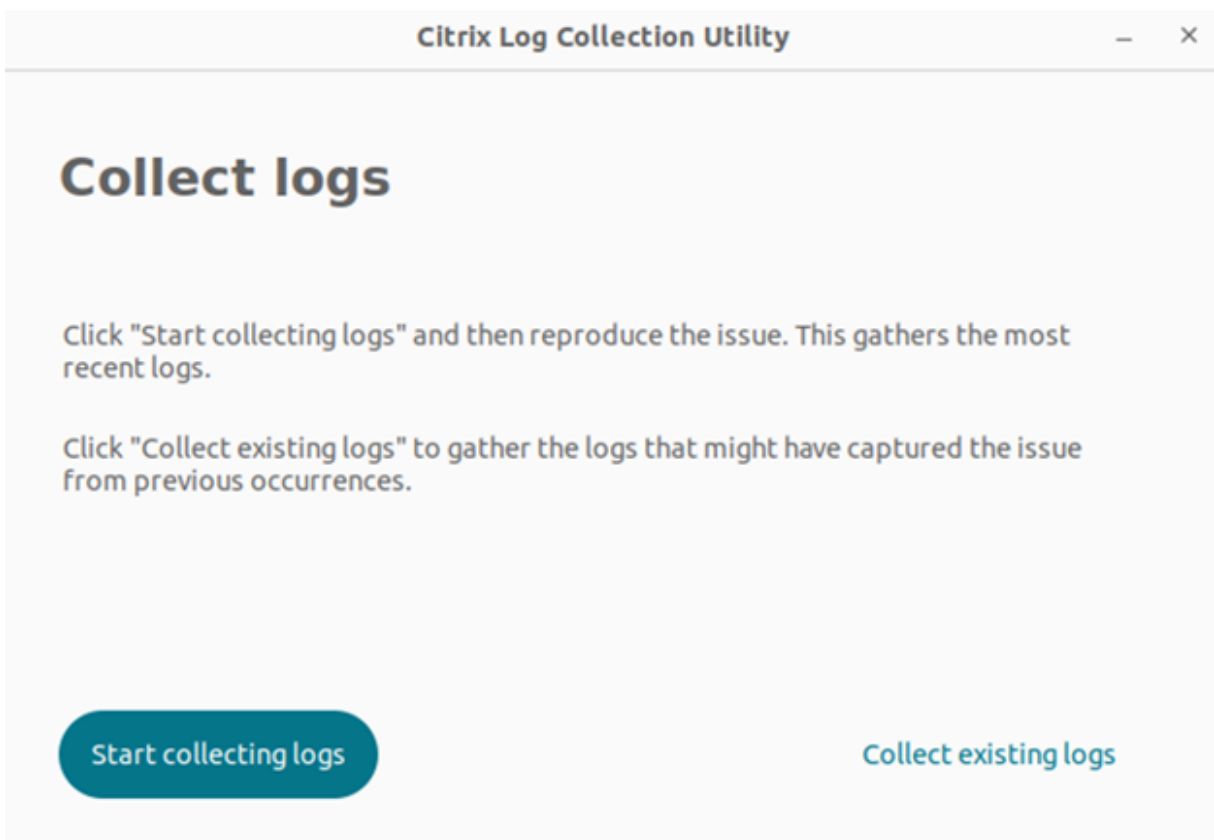 Citrix Log Collection Utility
Collect logs
Click "Start collecting logs" and then reproduce the issue. This gathers the most
recent logs.
Click "Collect existing logs" to gather the logs that might have captured the issue
from previous occurrences.
Start collecting logs
Collect existing logs